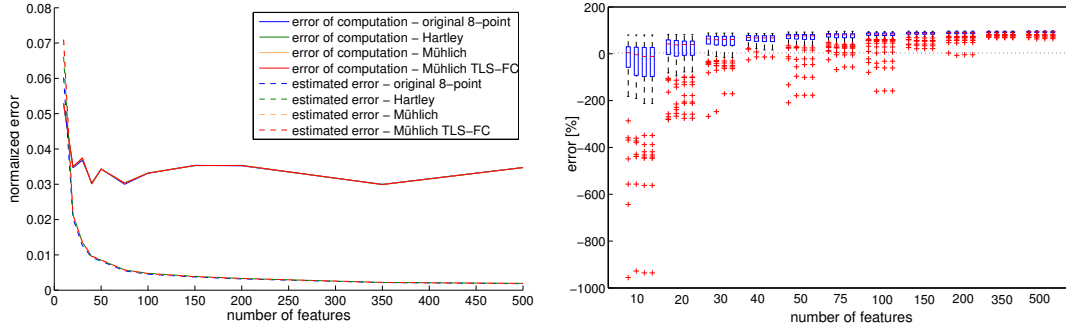 0.08
0.07
0.06
0.05
0.04
0.03
0.02
0.01
0
normalized error
error of computation − original 8−point
error of computation − Hartley
error of computation − Mühlich
error of computation − Mühlich TLS−FC
estimated error − original 8−point
estimated error − Hartley
estimated error − Mühlich
estimated error − Mühlich TLS−FC
0 50 100 150 200 250 300 350 400 450 500
number of features
200
0
−200
−400
−600
−800
−1000
error [%]
10 20 30 40 50 75 100 150 200 350 500
number of features